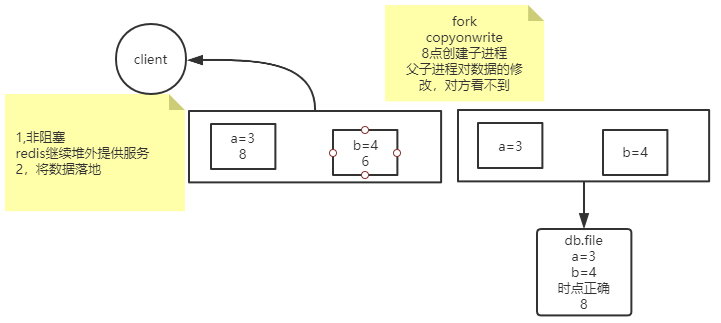 client
fork
copyonwrite
8点创建子进程
父子进程对数据的修
改，对方看不到
1,非阻塞
redis继续堆外提供服务
2，将数据落地
a=3
8
b=4
6
a=3
b=4
db.file
a=3
b=4
时点正确
8